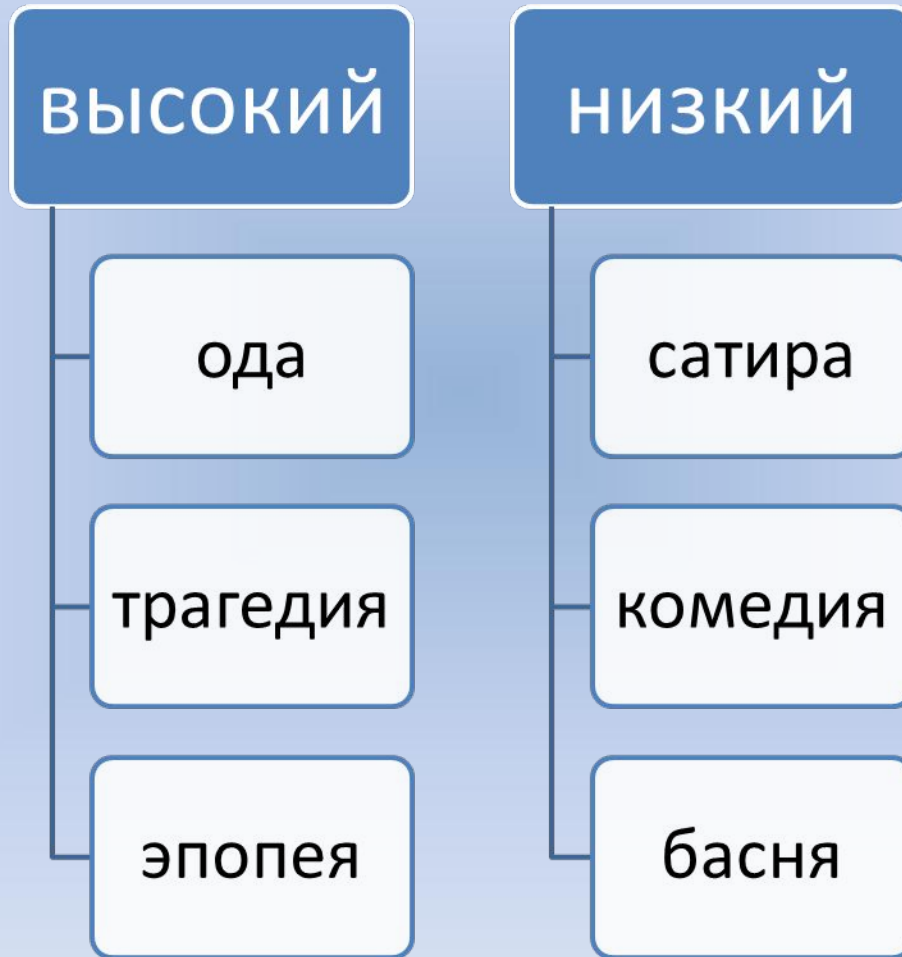 высокий
ода
трагедия
эпопея
низкий
сатира
комедия
басня